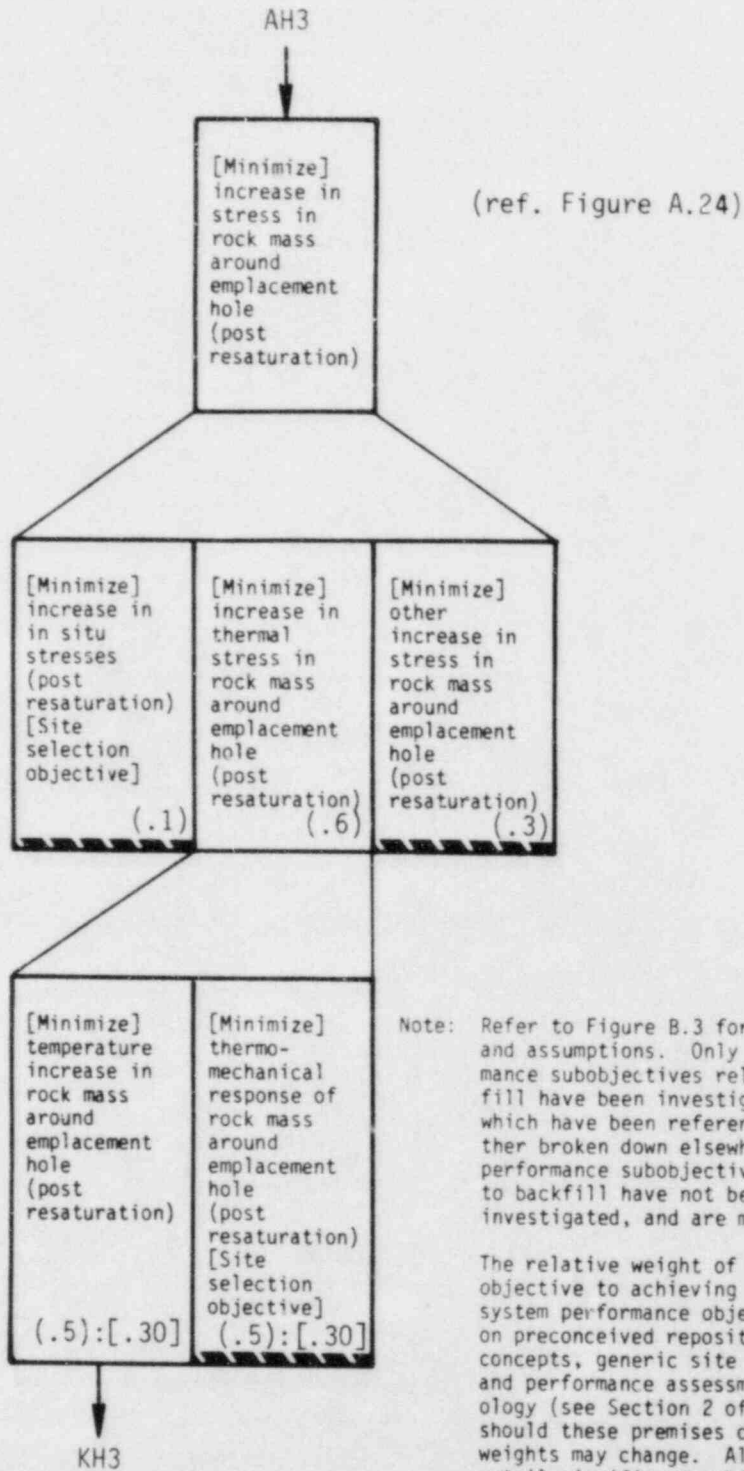 AH3
[Minimize]
increase in
stress in
rock mass
around
emplacement
hole
(post
resaturation)
(ref. Figure A.24)
[Minimize]
increase in
in situ
stresses
(post
resaturation)
[Site
selection
objective]
(.1)
[Minimize]
increase in
thermal
stress in
rock mass
around
emplacement
hole
(post
resaturation)
(.6)
[Minimize]
other
increase in
stress in
rock mass
around
emplacement
hole
(post
resaturation)
(.3)
[Minimize]
temperature
increase in
rock mass
around
emplacement
hole
(post
resaturation)
(.5):[.30]
[Minimize]
thermo-
mechanical
response of
rock mass
around
emplacement
hole
(post
resaturation)
[Site
selection
objective]
(.5):[.30]
KH3
Note: Refer to Figure B.3 for
and assumptions. Only
mance subobjectives rel
fill have been investig
which have been referen
ther broken down elsewh
performance subobjectiv
to backfill have not be
investigated, and are m
The relative weight of
objective to achieving
system performance obje
on preconceived reposit
concepts, generic site
and performance assessm
ology (see Section 2 of
should these premises c
weights may change. Al